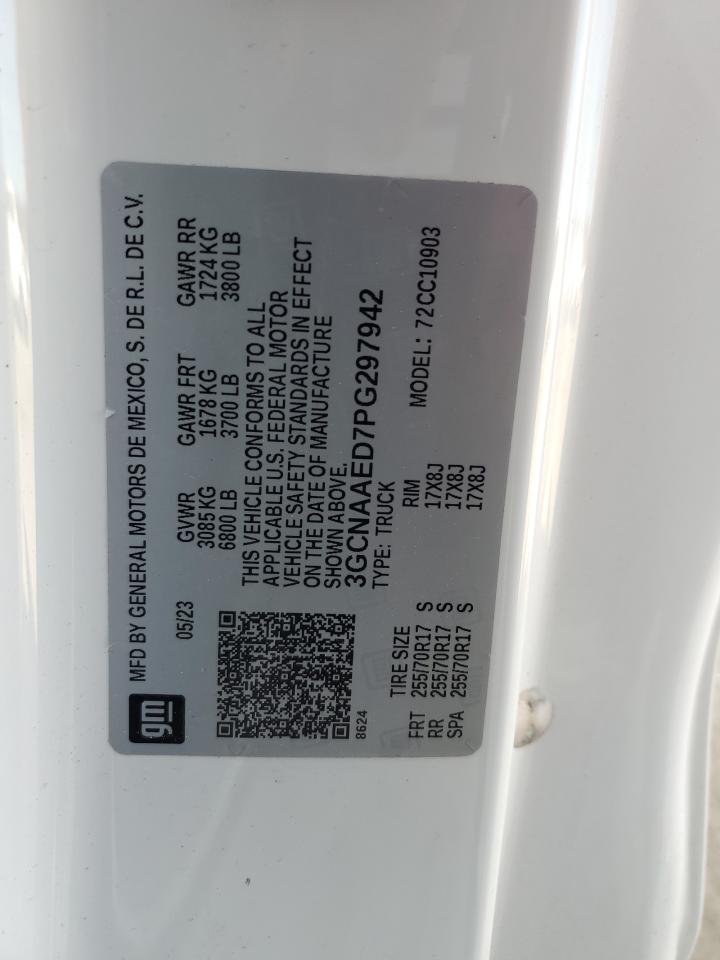 gm
MFD BY GENERAL MOTORS DE MEXICO, S. DE R.L. DE C.V.
05/23
GVWR GAWR FRT GAWR RR
3085 KG 1678 KG 1724 KG
6800 LB 3700 LB 3800 LB
THIS VEHICLE CONFORMS TO ALL
APPLICABLE U.S. FEDERAL MOTOR
VEHICLE SAFETY STANDARDS IN EFFECT
ON THE DATE OF MANUFACTURE
SHOWN ABOVE.
3GCNAAED7PG297942
8624
TYPE: TRUCK
TIRE SIZE RIM MODEL: 72CC10903
FRT 255/70R17 S 17X8J
RR 255/70R17 S 17X8J
SPA 255/70R17 S 17X8J